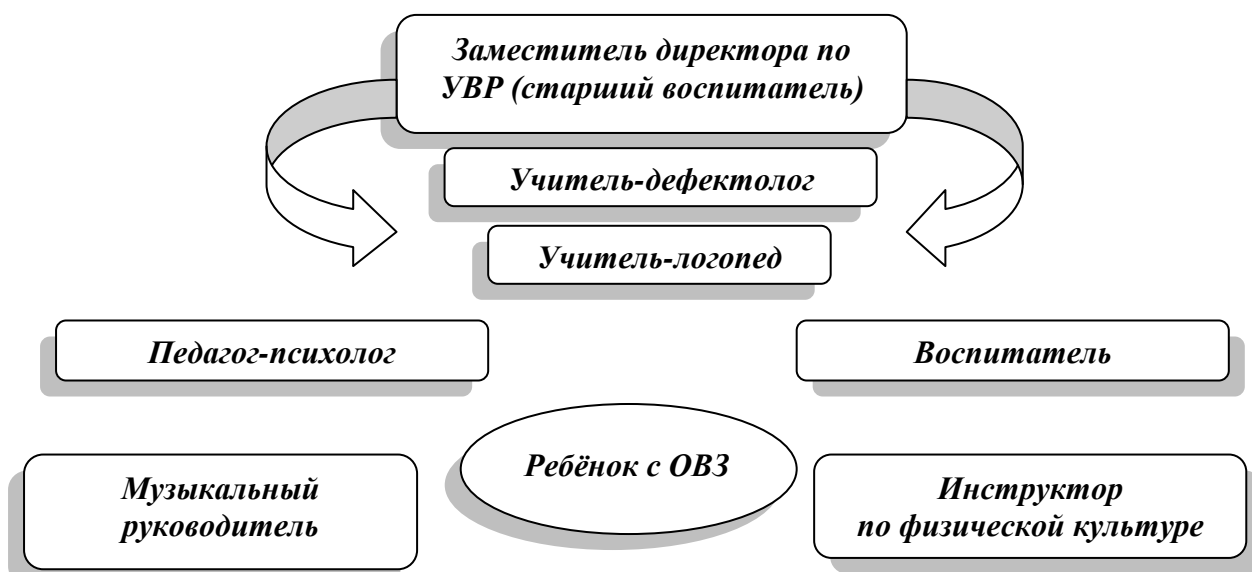 Заместитель директора по
УВР (старший воспитатель)
Учитель-дефектолог
Учитель-логопед
Педагог-психолог
Воспитатель
Ребёнок с ОВЗ
Музыкальный
руководитель
Инструктор
по физической культуре